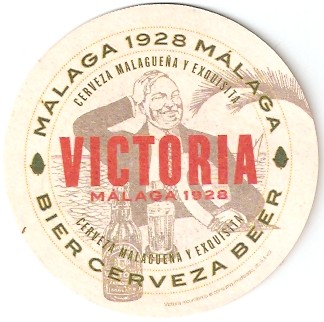 MÁLAGA 1928 MÁLAGA
CERVEZA MALAGUEÑA Y EXQUISITA
VICTORIA
MÁLAGA 1928
CERVEZA MALAGUEÑA Y EXQUISITA
BIER CERVEZA BEER